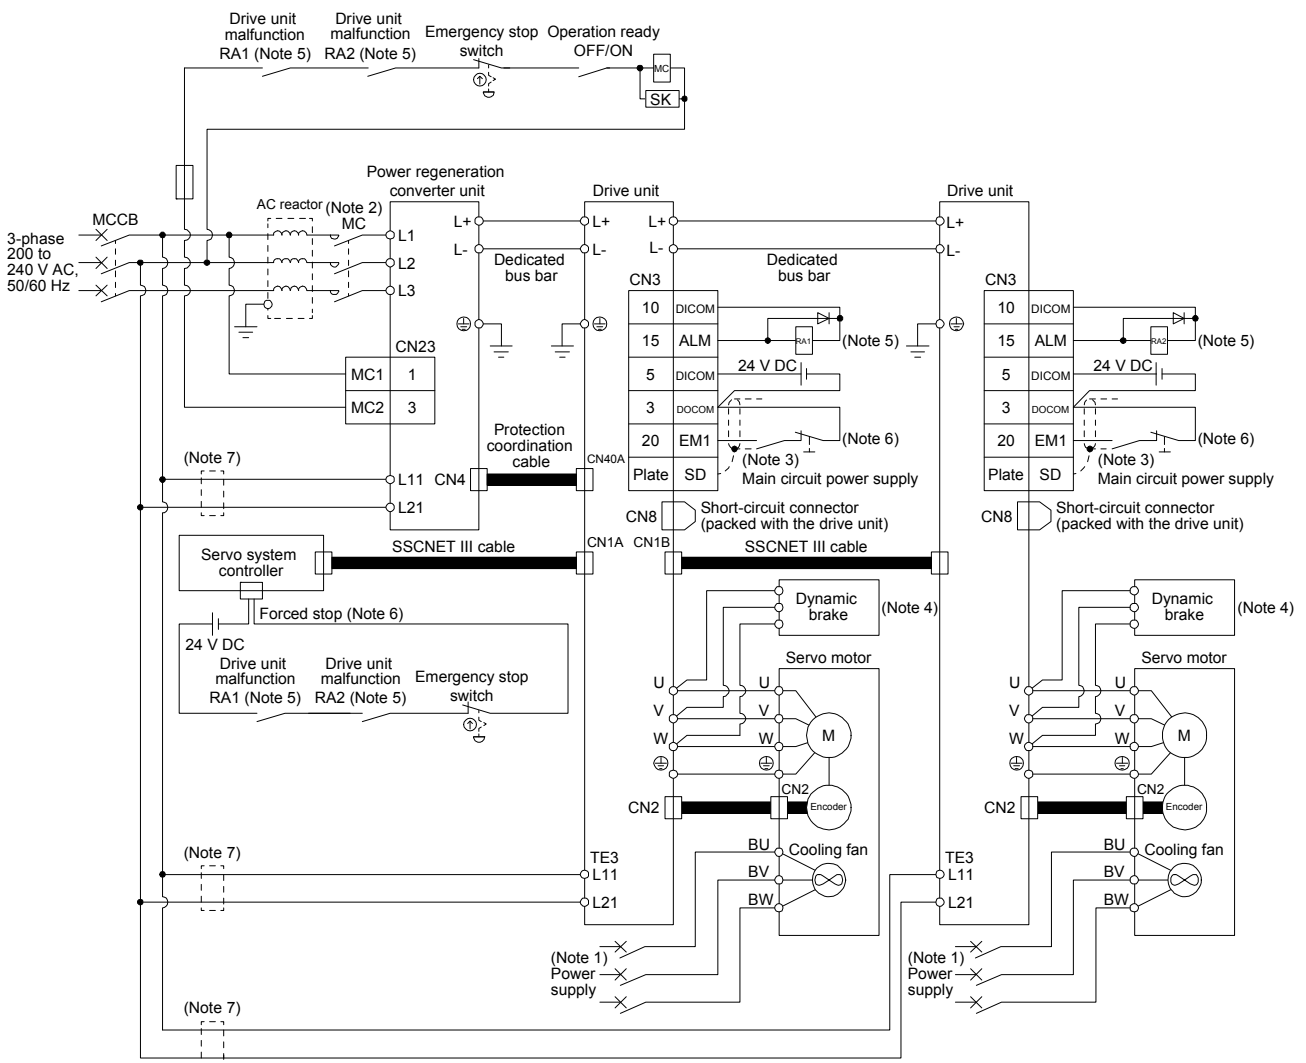 Drive unit
malfunction
RA1 (Note 5)
Drive unit
malfunction
RA2 (Note 5)
Emergency stop
switch
Operation ready
OFF/ON
MC
SK
Power regeneration
converter unit
Drive unit
Drive unit
MCCB
AC reactor
(Note 2)
MC
3-phase
200 to
240 V AC,
50/60 Hz
L1
L2
L3
L+
L-
L+
L-
L+
L-
L+
L-
Dedicated
bus bar
Dedicated
bus bar
CN23
MC1 1
MC2 3
CN3
10 DICOM
15 ALM
5 DICOM
3 DOCOM
20 EM1
Plate SD
RA1
(Note 5)
24 V DC
(Note 6)
(Note 3)
Main circuit power supply
CN3
10 DICOM
15 ALM
5 DICOM
3 DOCOM
20 EM1
Plate SD
RA2
(Note 5)
24 V DC
(Note 6)
(Note 3)
Main circuit power supply
Protection
coordination
cable
(Note 7)
L11
L21
CN4
CN40A
CN8
Short-circuit connector
(packed with the drive unit)
CN8
Short-circuit connector
(packed with the drive unit)
Servo system
controller
SSCNET III cable
CN1A
CN1B
SSCNET III cable
Forced stop (Note 6)
24 V DC
Drive unit
malfunction
RA1 (Note 5)
Drive unit
malfunction
RA2 (Note 5)
Emergency stop
switch
Dynamic
brake
(Note 4)
Dynamic
brake
(Note 4)
Servo motor
Servo motor
U
V
W
U
V
W
M
U
V
W
U
V
W
M
CN2
CN2
Encoder
CN2
CN2
Encoder
(Note 7)
TE3
L11
L21
BU
BV
BW
Cooling fan
TE3
L11
L21
BU
BV
BW
Cooling fan
(Note 1)
Power
supply
(Note 1)
Power
supply
(Note 7)